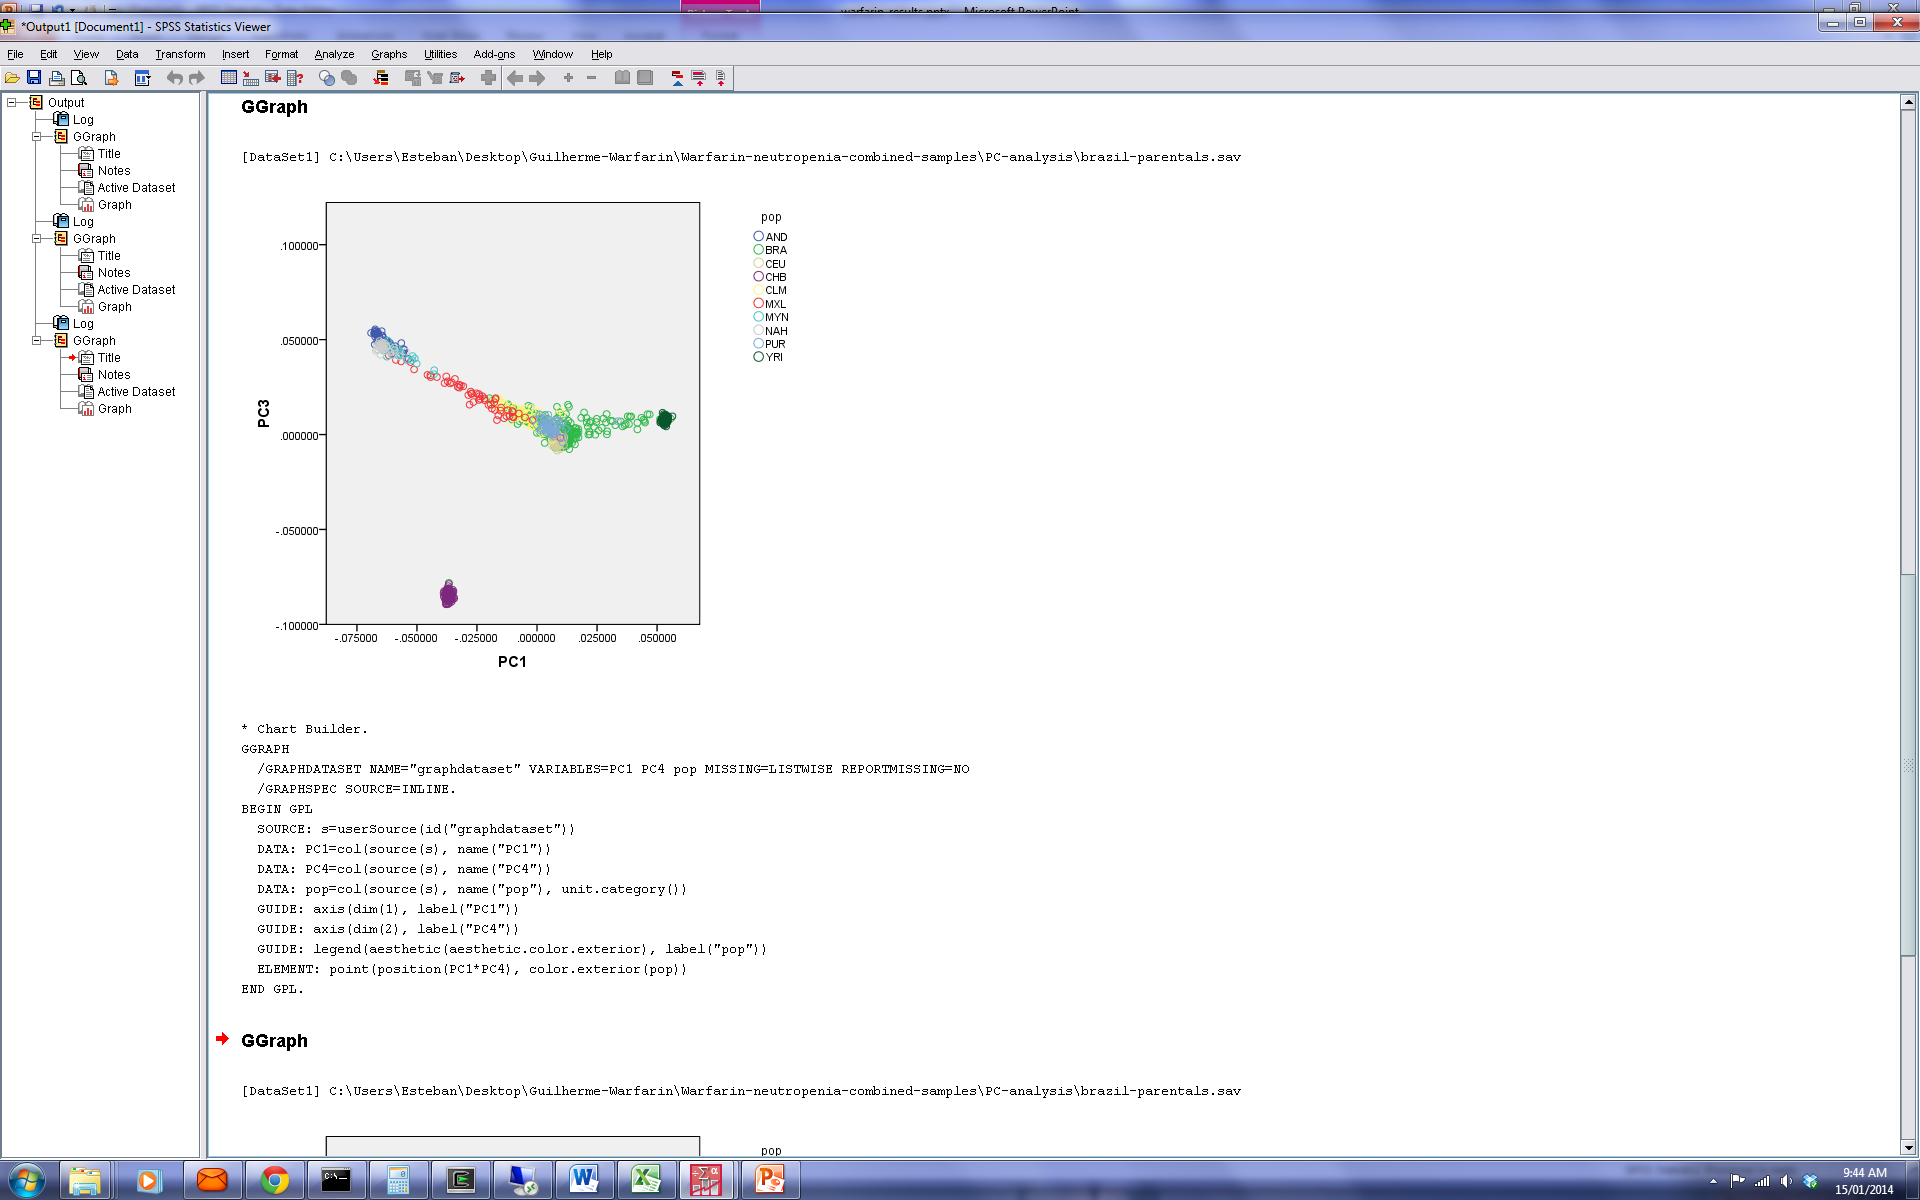 warfarin-results.pptx - Microsoft PowerPoint
*Output1 [Document1] - SPSS Statistics Viewer
File Edit View Data Transform Insert Format Analyze Graphs Utilities Add-ons Window Help
Output
Log
GGraph
Title
Notes
Active Dataset
Graph
Log
GGraph
Title
Notes
Active Dataset
Graph
Log
GGraph
Title
Notes
Active Dataset
Graph
GGraph
[DataSet1] C:\Users\Esteban\Desktop\Guilherme-Warfarin\Warfarin-neutropenia-combined-samples\PC-analysis\brazil-parentals.sav
pop
AND
BRA
CEU
CHB
CLM
MXL
MYN
NAH
PUR
YRI
.100000
.050000
.000000
-.050000
-.100000
PC3
-.075000 -.050000 -.025000 .000000 .025000 .050000
PC1
* Chart Builder.
GGRAPH
/GRAPHDATASET NAME="graphdataset" VARIABLES=PC1 PC4 pop MISSING=LISTWISE REPORTMISSING=NO
/GRAPHSPEC SOURCE=INLINE.
BEGIN GPL
SOURCE: s=userSource(id("graphdataset"))
DATA: PC1=col(source(s), name("PC1"))
DATA: PC4=col(source(s), name("PC4"))
DATA: pop=col(source(s), name("pop"), unit.category())
GUIDE: axis(dim(1), label("PC1"))
GUIDE: axis(dim(2), label("PC4"))
GUIDE: legend(aesthetic(aesthetic.color.exterior), label("pop"))
ELEMENT: point(position(PC1*PC4), color.exterior(pop))
END GPL.
GGraph
[DataSet1] C:\Users\Esteban\Desktop\Guilherme-Warfarin\Warfarin-neutropenia-combined-samples\PC-analysis\brazil-parentals.sav
pop
9:44 AM
15/01/2014